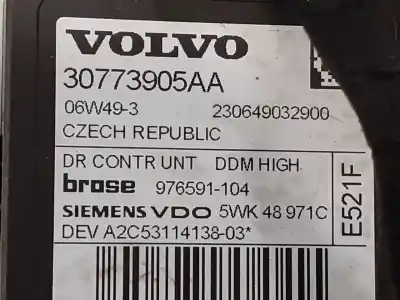 VOLVO
30773905AA
06W49-3 230649032900
CZECH REPUBLIC
DR CONTR UNT DDM HIGH
brose 976591-104
SIEMENS VDO 5WK 48 971C
DEV A2C53114138-03*
E521F